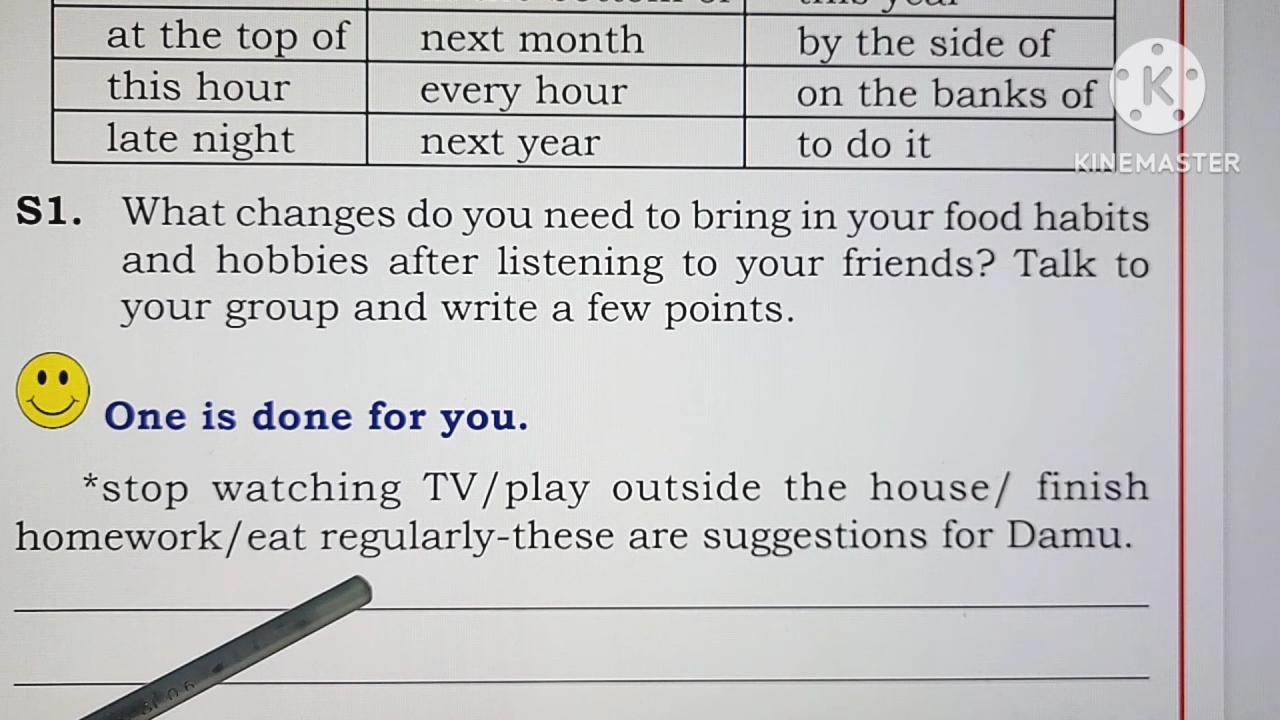 this year
at the top of next month by the side of
this hour every hour on the banks of
late night next year to do it
K
KINEMASTER
S1. What changes do you need to bring in your food habits
and hobbies after listening to your friends? Talk to
your group and write a few points.
One is done for you.
*stop watching TV/play outside the house/ finish
homework/eat regularly-these are suggestions for Damu.